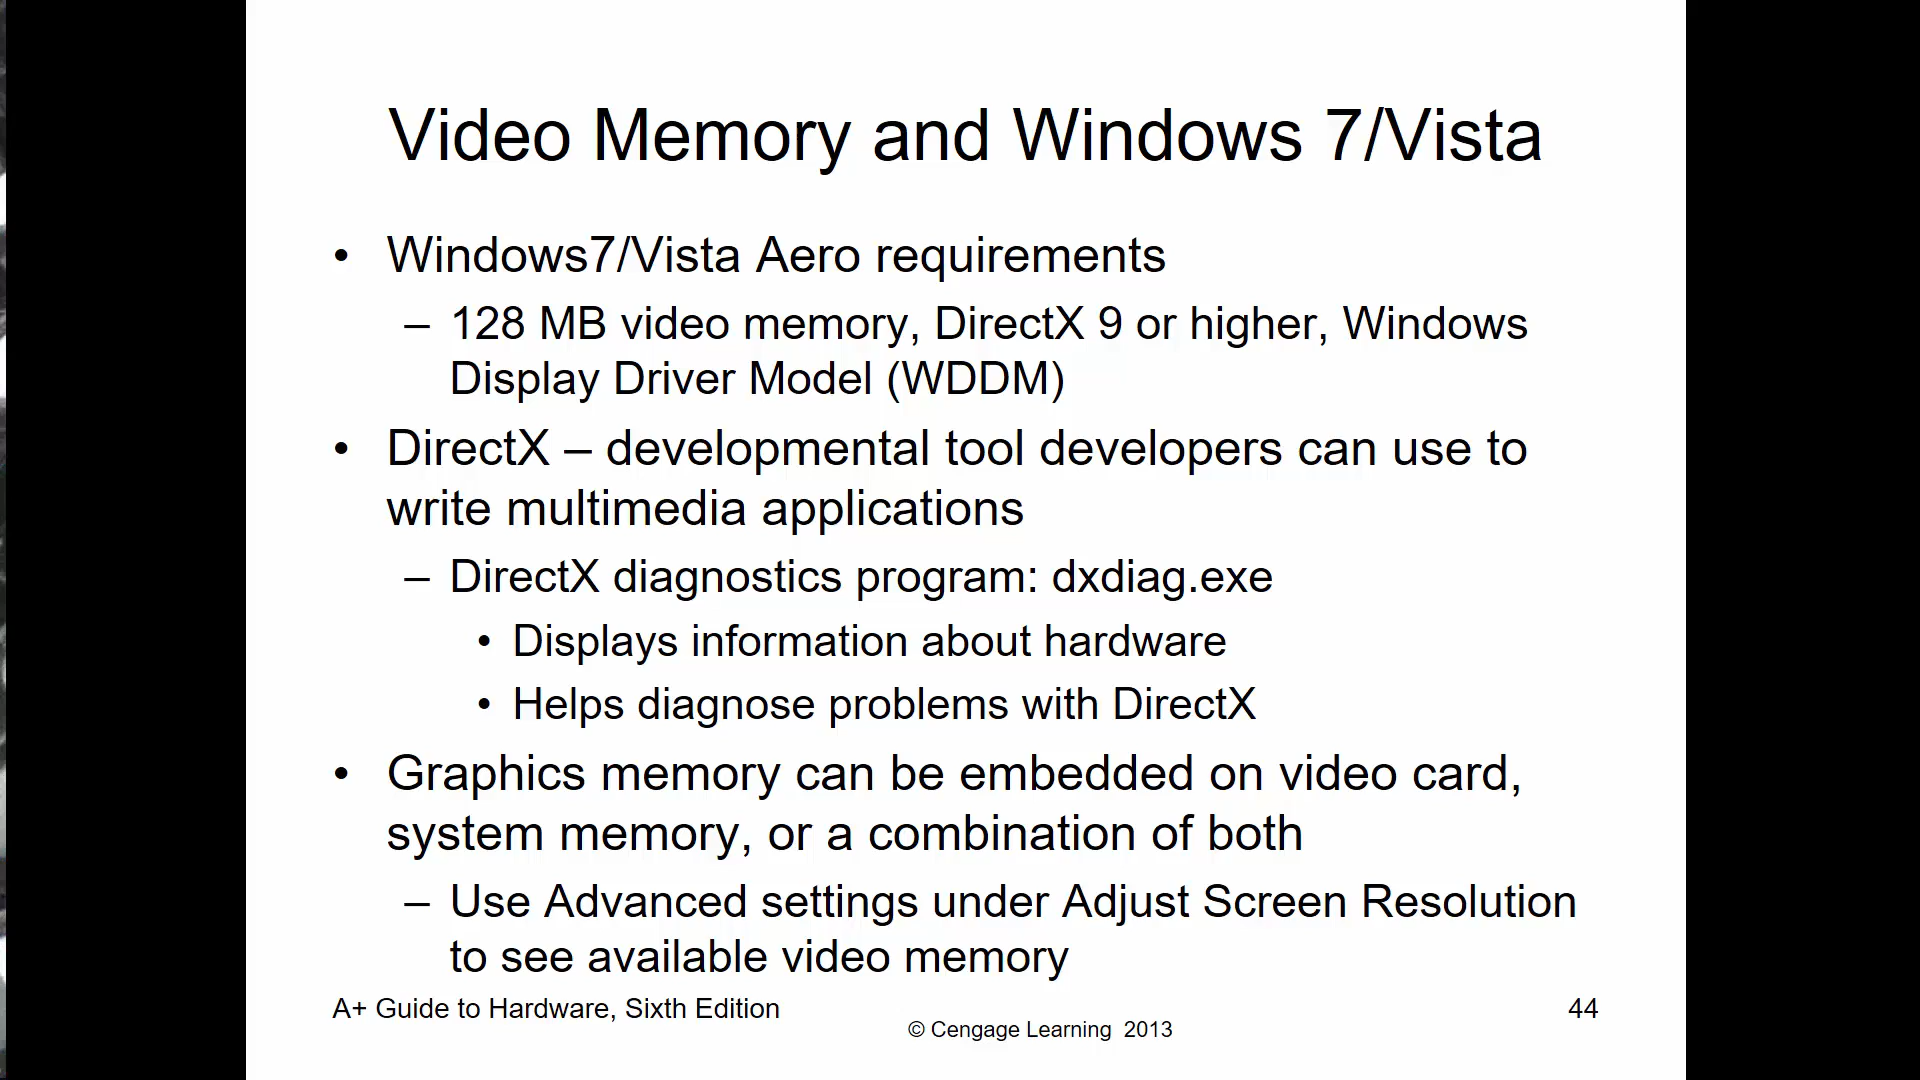 Video Memory and Windows 7/Vista
• Windows7/Vista Aero requirements
– 128 MB video memory, DirectX 9 or higher, Windows
Display Driver Model (WDDM)
• DirectX – developmental tool developers can use to
write multimedia applications
– DirectX diagnostics program: dxdiag.exe
• Displays information about hardware
• Helps diagnose problems with DirectX
• Graphics memory can be embedded on video card,
system memory, or a combination of both
– Use Advanced settings under Adjust Screen Resolution
to see available video memory
A+ Guide to Hardware, Sixth Edition
44
© Cengage Learning 2013